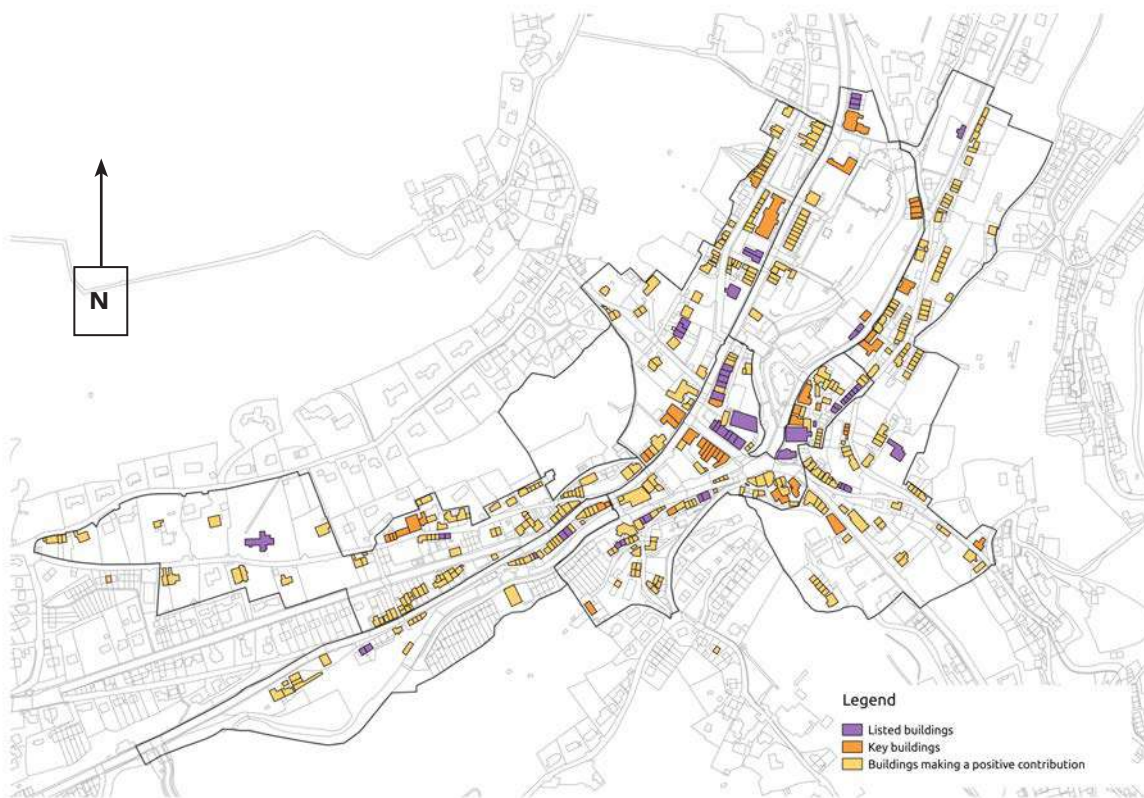 N
Legend
Listed buildings
Key buildings
Buildings making a positive contribution